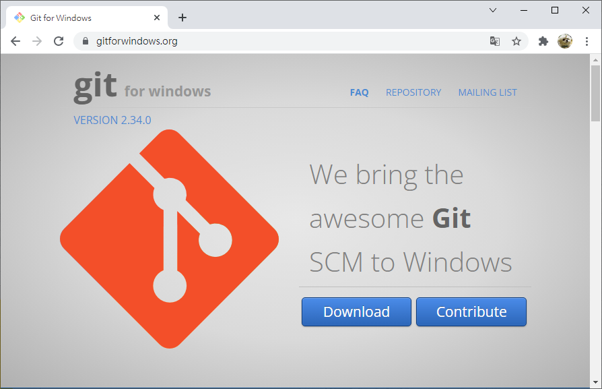 Git for Windows
gitforwindows.org
git for windows
FAQ REPOSITORY MAILING LIST
VERSION 2.34.0
We bring the
awesome Git
SCM to Windows
Download Contribute